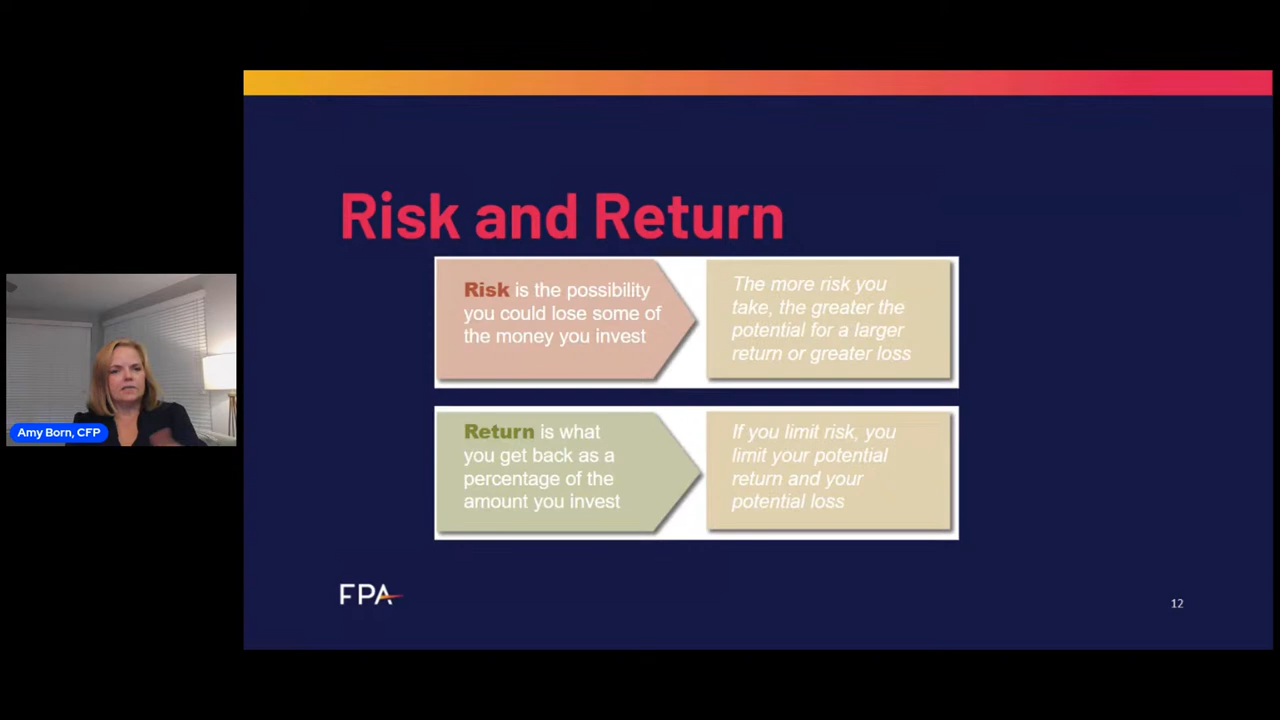 Risk and Return
Risk is the possibility
you could lose some of
the money you invest
The more risk you
take, the greater the
potential for a larger
return or greater loss
Return is what
you get back as a
percentage of the
amount you invest
If you limit risk, you
limit your potential
return and your
potential loss
Amy Born, CFP
FPA
12